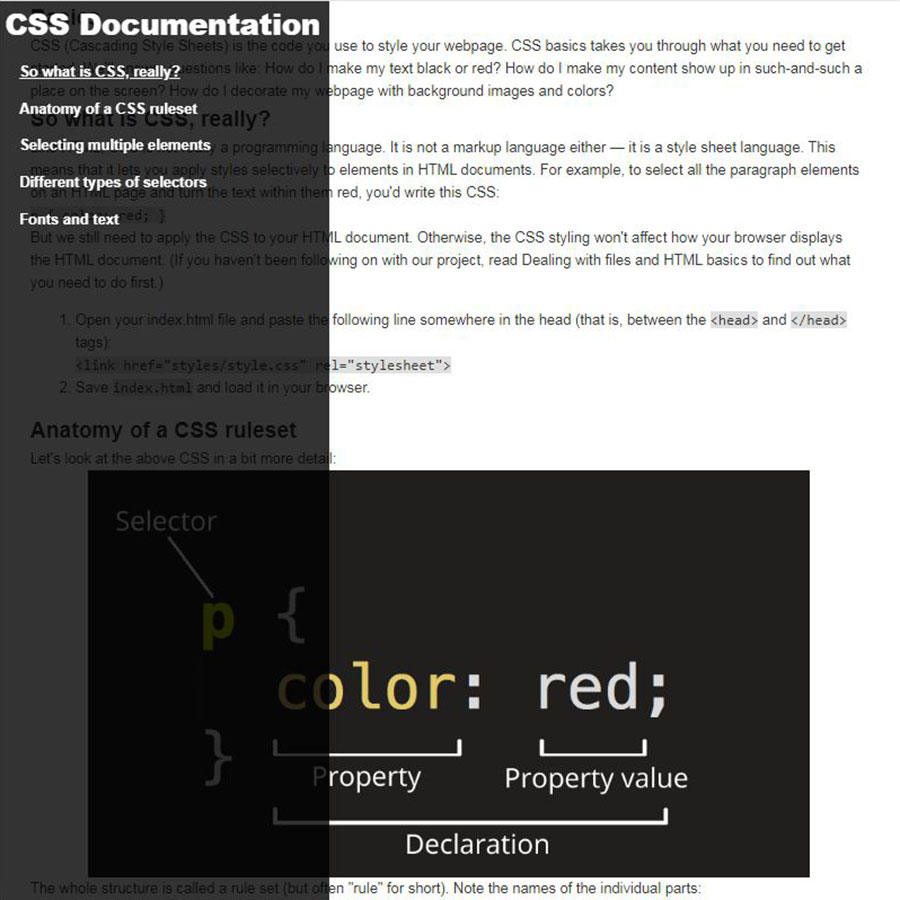 CSS Documentation
So what is CSS, really?
Anatomy of a CSS ruleset
Selecting multiple elements
Different types of selectors
Fonts and text
CSS (Cascading Style Sheets) is the code you use to style your webpage. CSS basics takes you through what you need to get
questions like: How do I make my text black or red? How do I make my content show up in such-and-such a
place on the screen? How do I decorate my webpage with background images and colors?
So what is CSS, really?
a programming language. It is not a markup language either — it is a style sheet language. This
means that it lets you apply styles selectively to elements in HTML documents. For example, to select all the paragraph elements
on an HTML page and turn the text within them red, you'd write this CSS:
red; }
But we still need to apply the CSS to your HTML document. Otherwise, the CSS styling won't affect how your browser displays
the HTML document. (If you haven't been following on with our project, read Dealing with files and HTML basics to find out what
you need to do first.)
1. Open your index.html file and paste the following line somewhere in the head (that is, between the <head> and </head>
tags):
<link href="styles/style.css" rel="stylesheet">
2. Save index.html and load it in your browser.
Anatomy of a CSS ruleset
Let's look at the above CSS in a bit more detail:
Selector
p {
color: red;
}
Property Property value
Declaration
The whole structure is called a rule set (but often "rule" for short). Note the names of the individual parts: